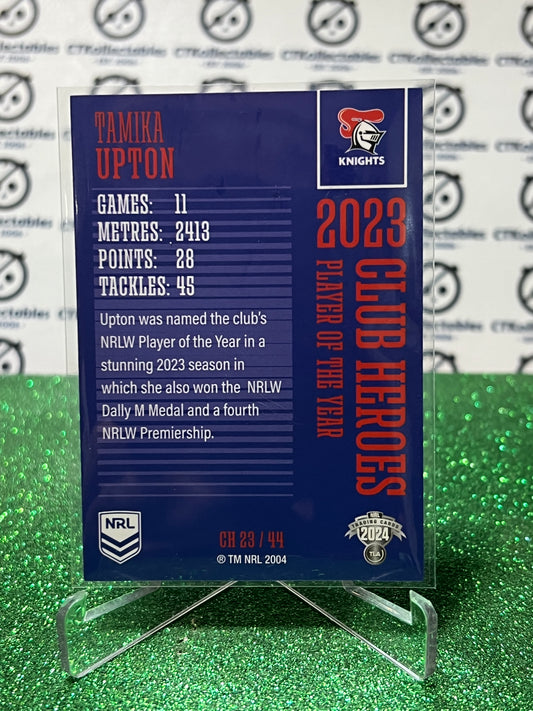 TAMIKA
UPTON
KNIGHTS
GAMES: 11
METRES: 2413
POINTS: 28
TACKLES: 45
Upton was named the club's
NRLW Player of the Year in a
stunning 2023 season in
which she also won the NRLW
Dally M Medal and a fourth
NRLW Premiership.
2023
CLUB HEROES
PLAYER OF THE YEAR
NRL
CH 23 / 44
® TM NRL 2004
NRL
TRADING CARDS
2024
TLA
CTKollectables
CTKollectables
CTKollectables